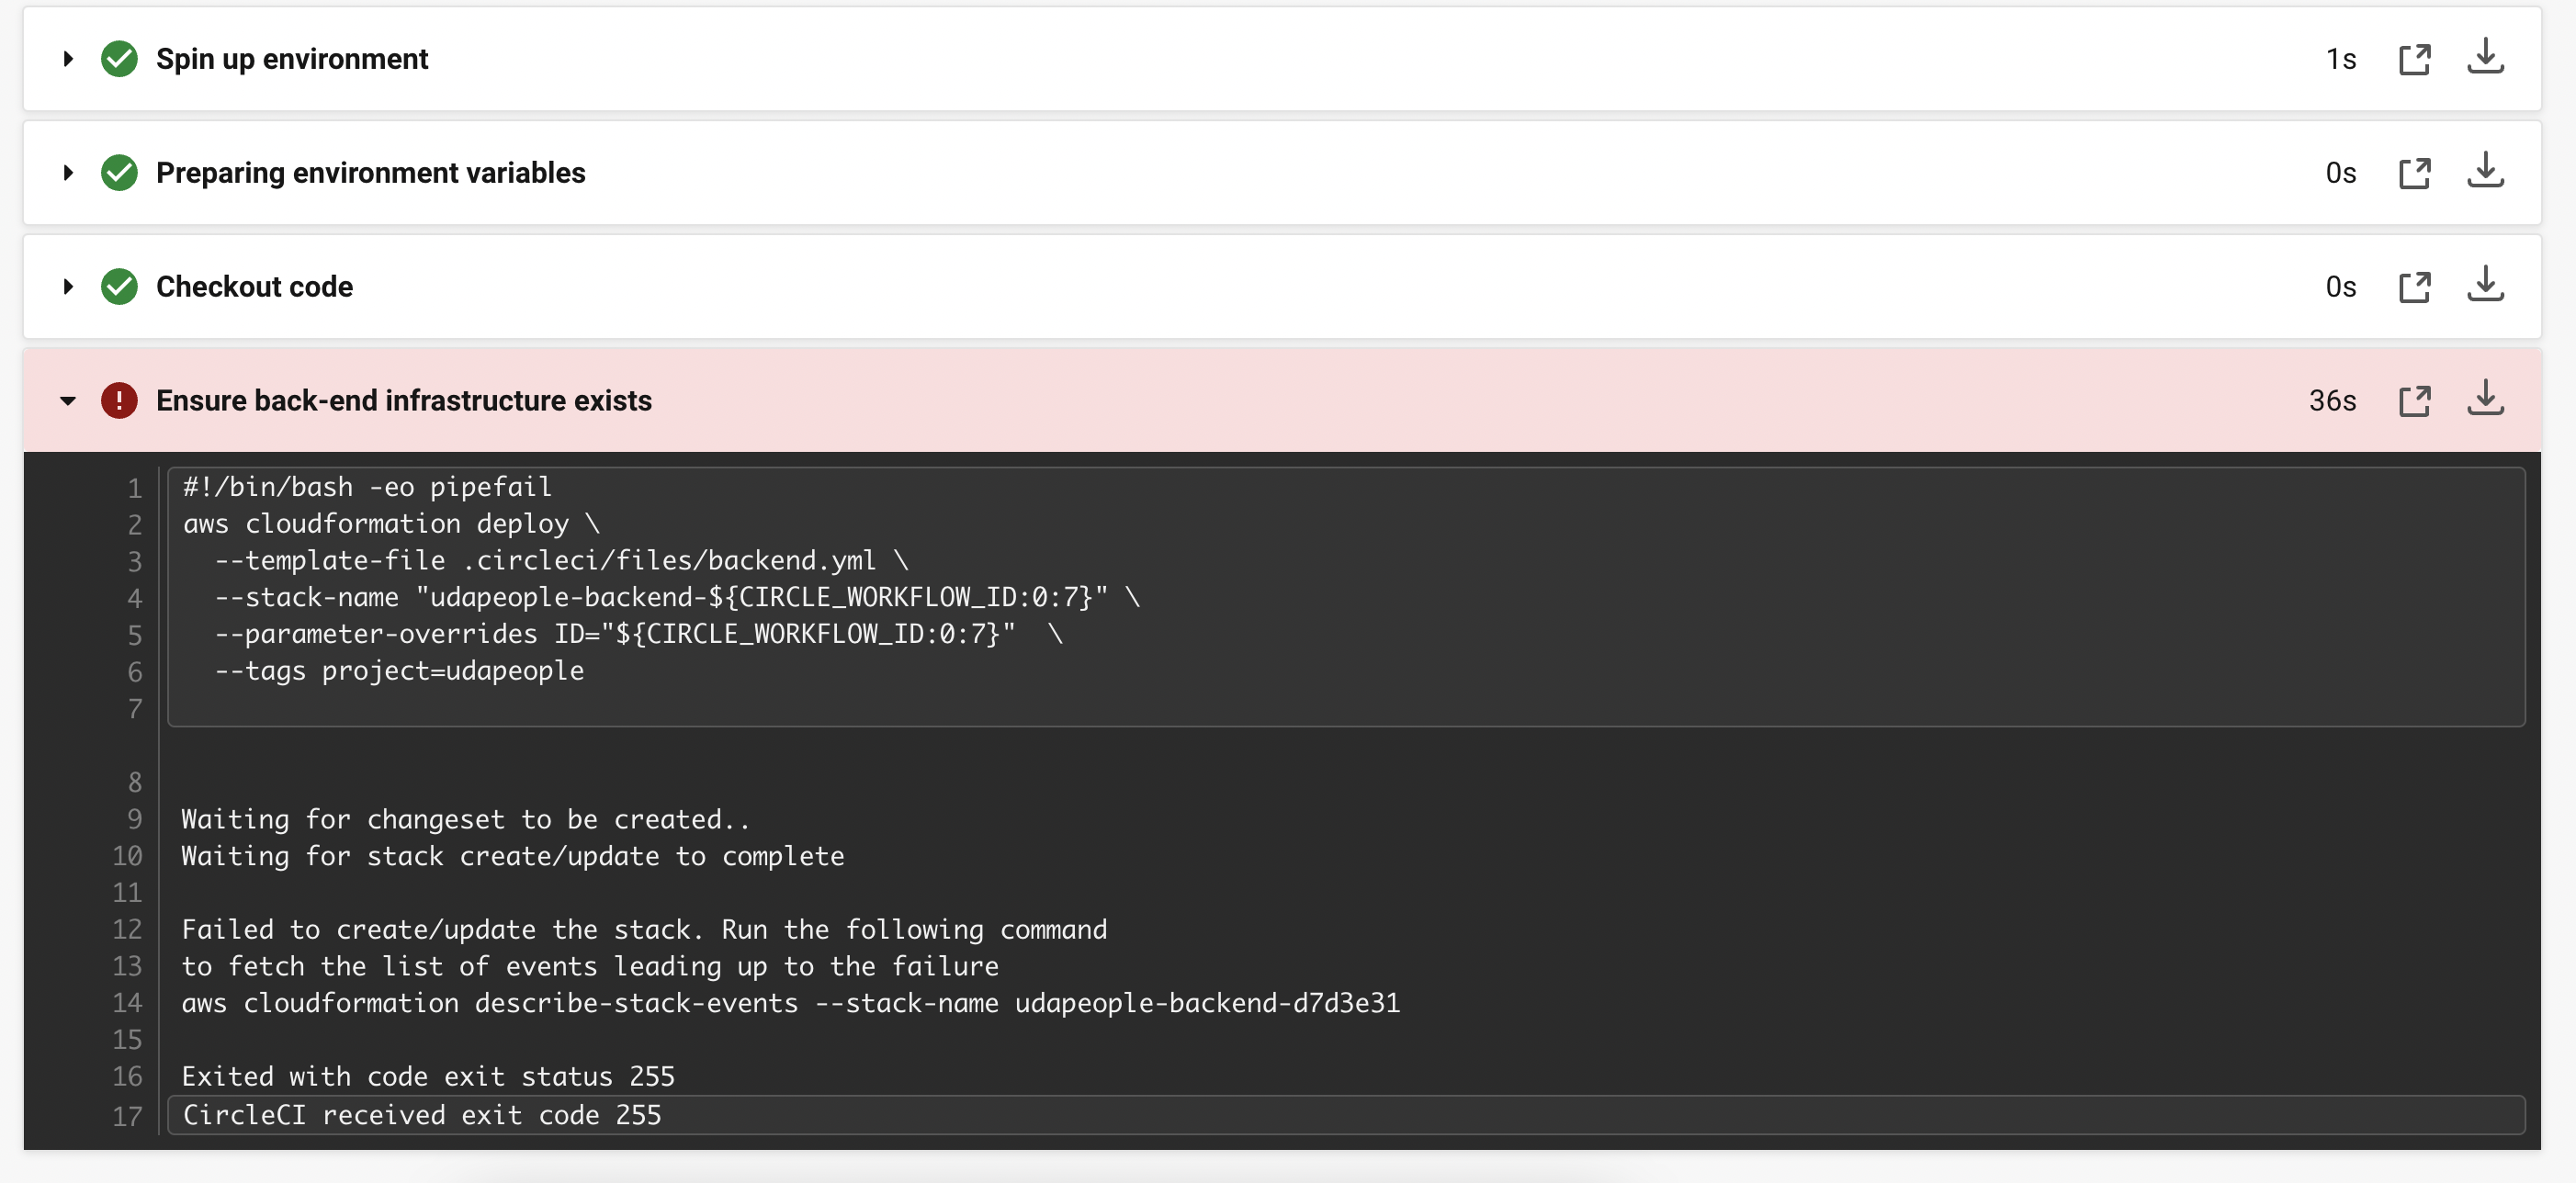 Spin up environment 1s
Preparing environment variables 0s
Checkout code 0s
Ensure back-end infrastructure exists 36s
1 #!/bin/bash -eo pipefail
2 aws cloudformation deploy \
3   --template-file .circleci/files/backend.yml \
4   --stack-name "udapeople-backend-${CIRCLE_WORKFLOW_ID:0:7}" \
5   --parameter-overrides ID="${CIRCLE_WORKFLOW_ID:0:7}"  \
6   --tags project=udapeople
7
8
9 Waiting for changeset to be created..
10 Waiting for stack create/update to complete
11
12 Failed to create/update the stack. Run the following command
13 to fetch the list of events leading up to the failure
14 aws cloudformation describe-stack-events --stack-name udapeople-backend-d7d3e31
15
16 Exited with code exit status 255
17 CircleCI received exit code 255